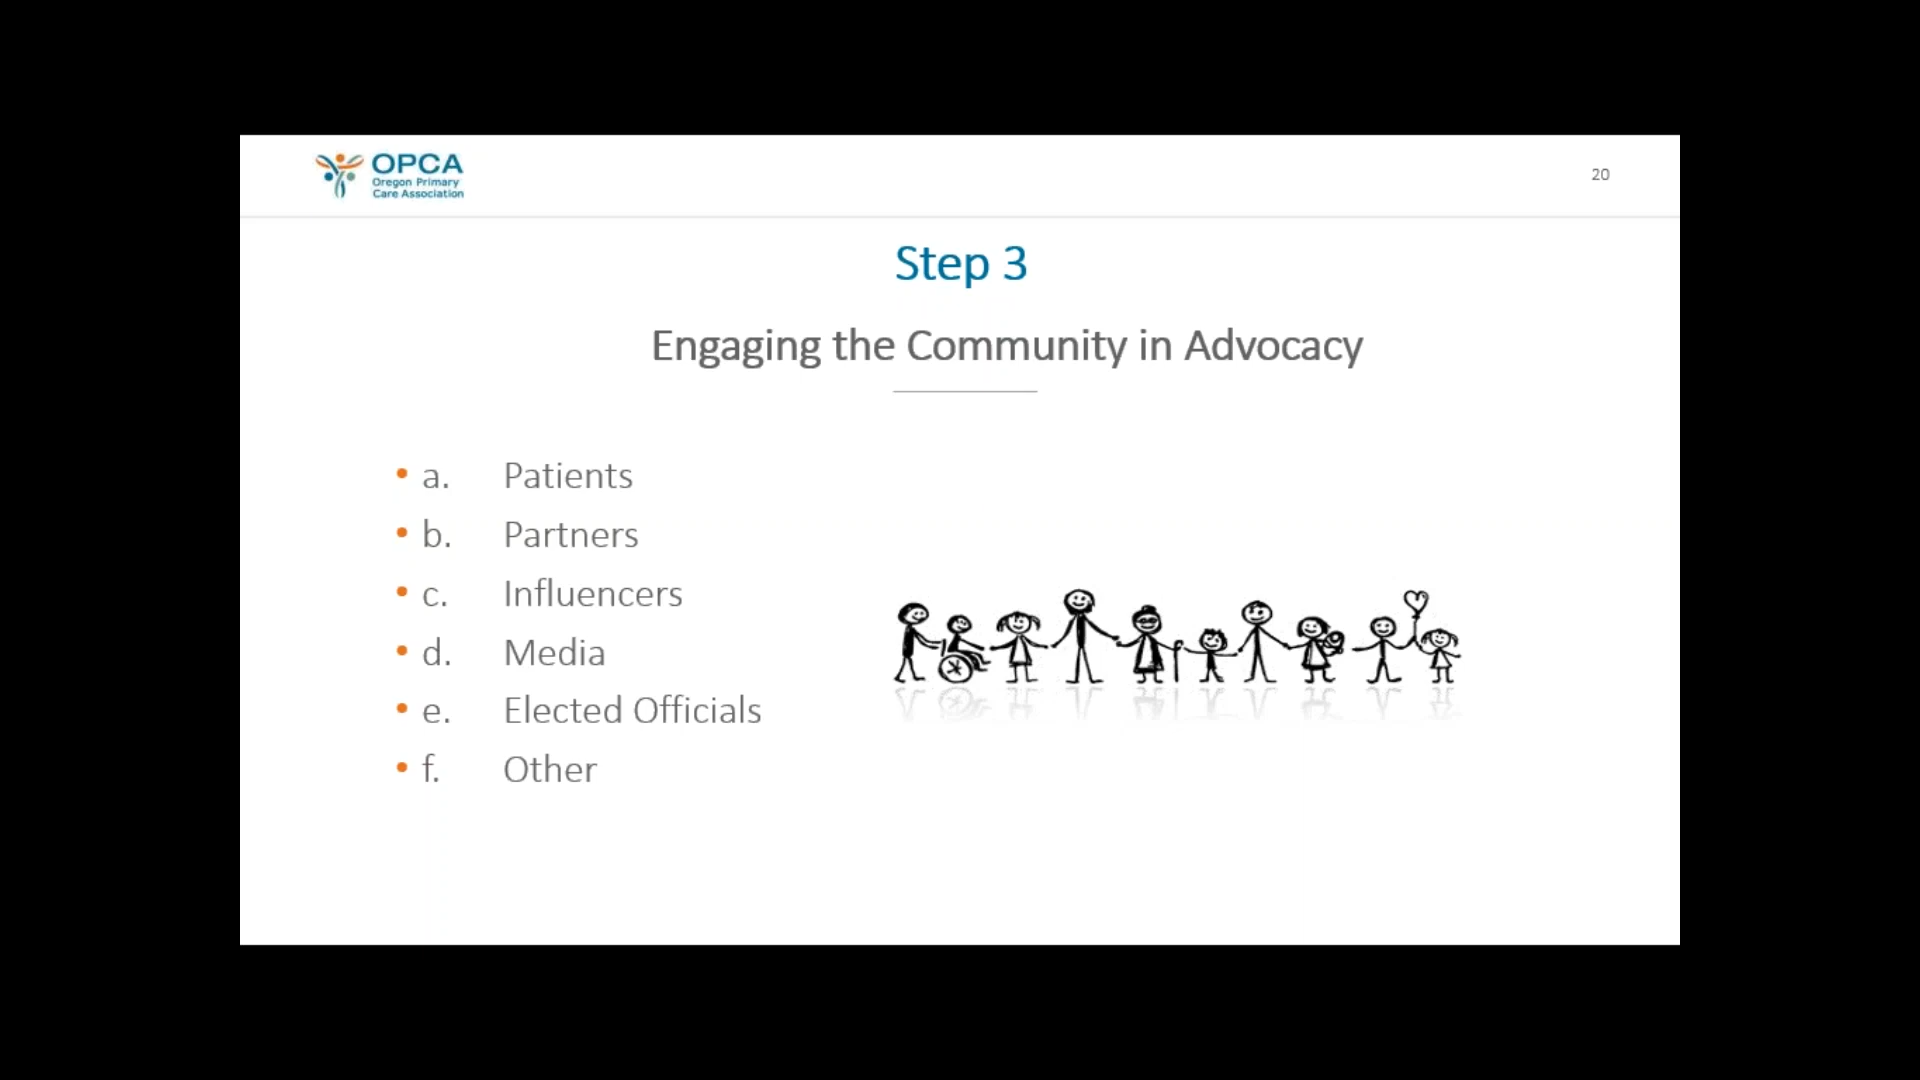 OPCA
Oregon Primary
Care Association
20
Step 3
Engaging the Community in Advocacy
• a. Patients
• b. Partners
• c. Influencers
• d. Media
• e. Elected Officials
• f. Other